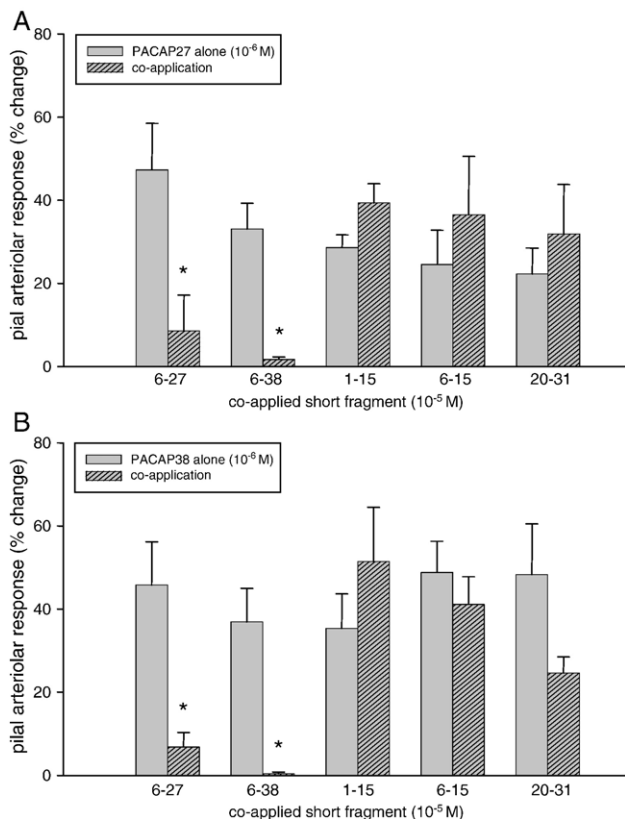 A
80
PACAP27 alone (10⁻⁶ M)
co-application
60
40
20
0
pial arteriolar response (% change)
*
*
6-27 6-38 1-15 6-15 20-31
co-applied short fragment (10⁻⁵ M)
B
80
PACAP38 alone (10⁻⁶ M)
co-application
60
40
20
0
pilal arteriolar response (% change)
*
*
6-27 6-38 1-15 6-15 20-31
co-applied short fragment (10⁻⁵ M)